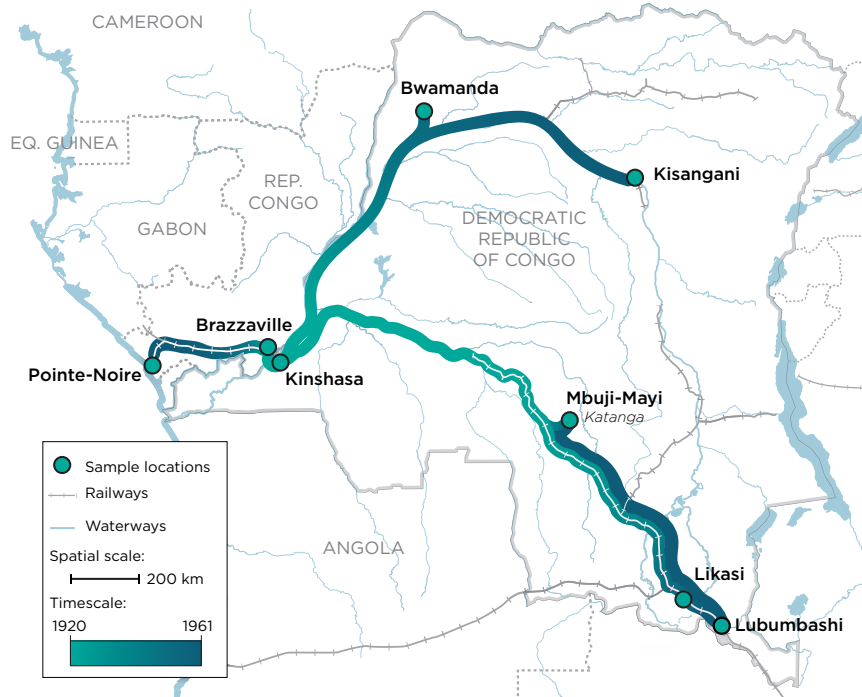 CAMEROON
Bwamanda
EQ. GUINEA
Kisangani
REP.
CONGO
GABON
DEMOCRATIC
REPUBLIC
OF CONGO
Brazzaville
Pointe-Noire
Kinshasa
Mbuji-Mayi
Katanga
Sample locations
Railways
Waterways
Spatial scale:
200 km
Timescale:
1920 1961
ANGOLA
Likasi
Lubumbashi